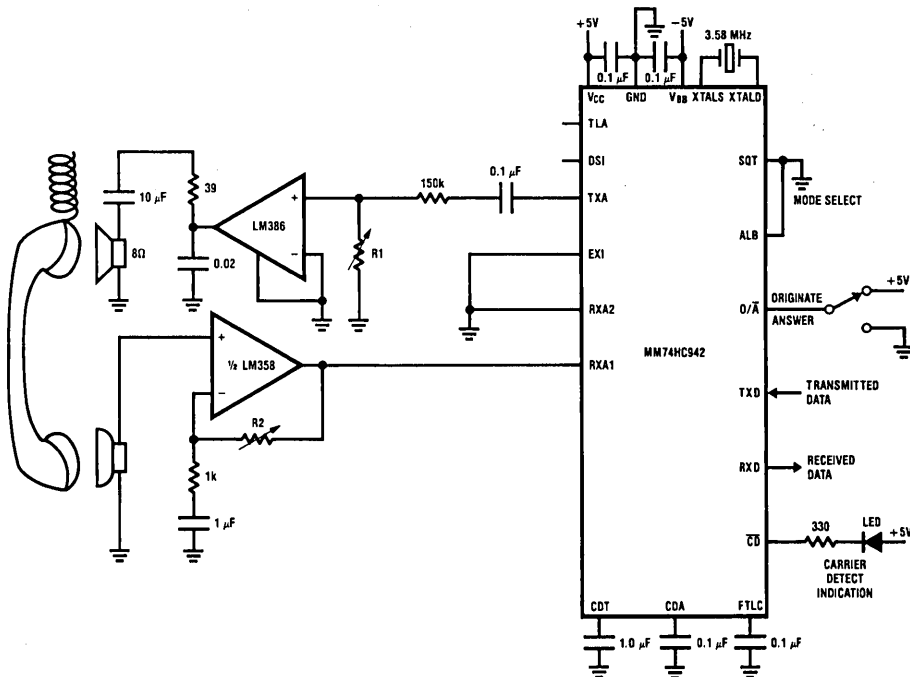 +5V
-5V
3.58 MHz
0.1 µF
0.1 µF
VCC
GND
VBB
XTALS
XTALD
TLA
DSI
TXA
EXI
RXA2
RXA1
SQT
ALB
MODE SELECT
O/A̅
ORIGINATE
ANSWER
+5V
MM74HC942
TXD
TRANSMITTED
DATA
RXD
RECEIVED
DATA
C̅D̅
330
LED
+5V
CARRIER
DETECT
INDICATION
CDT
CDA
FTLC
1.0 µF
0.1 µF
0.1 µF
10 µF
39
8Ω
0.02
LM386
+
−
R1
150k
0.1 µF
½ LM358
+
−
R2
1k
1 µF